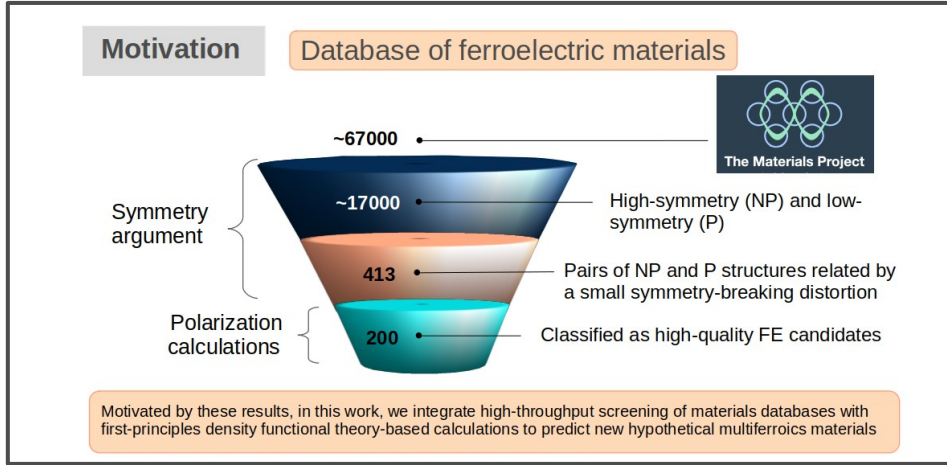 Motivation
Database of ferroelectric materials
~67000
The Materials Project
~17000
High-symmetry (NP) and low-
symmetry (P)
Symmetry
argument
413
Pairs of NP and P structures related by
a small symmetry-breaking distortion
Polarization
calculations
200
Classified as high-quality FE candidates
Motivated by these results, in this work, we integrate high-throughput screening of materials databases with
first-principles density functional theory-based calculations to predict new hypothetical multiferroics materials